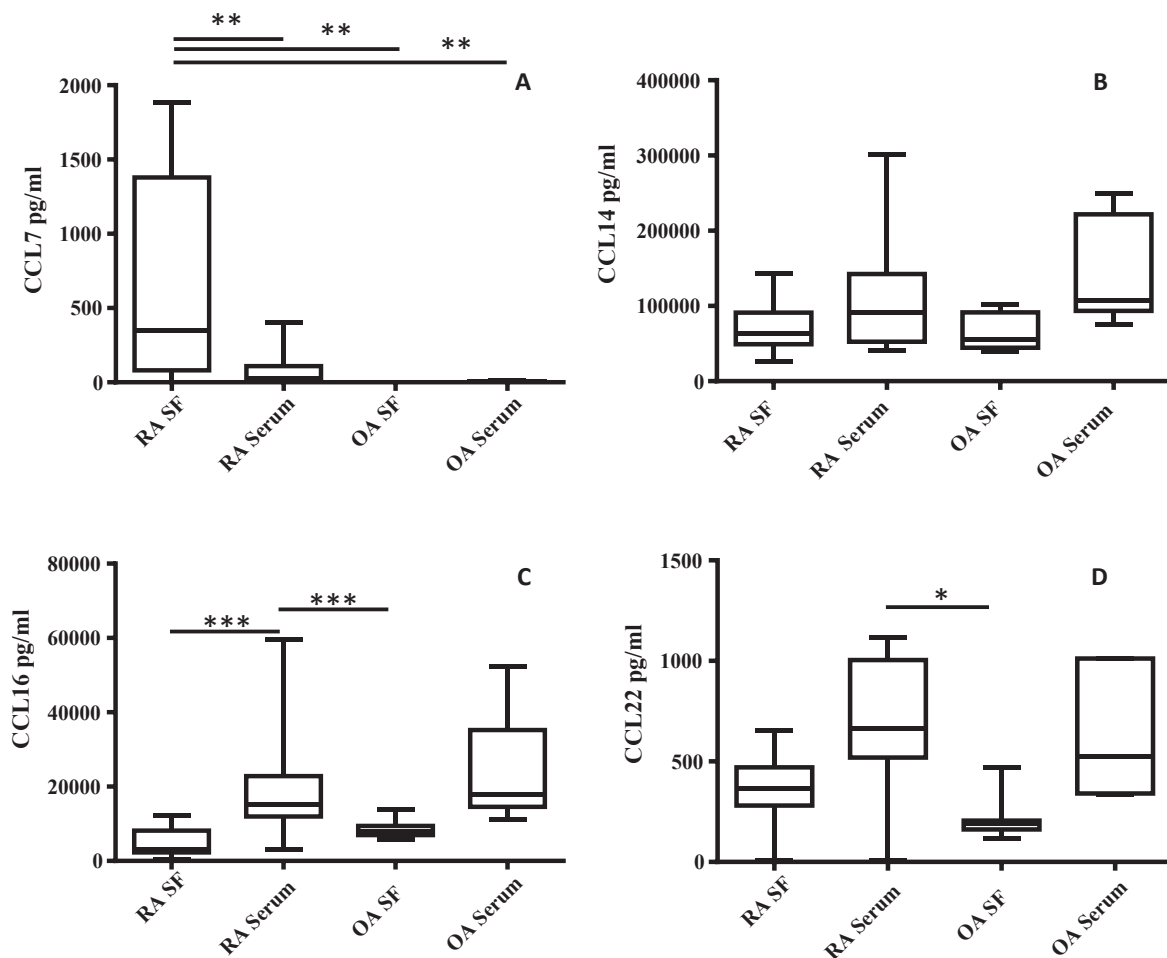 **
**
**
A
2000
1500
1000
500
0
CCL7 pg/ml
RA SF
RA Serum
OA SF
OA Serum
B
400000
300000
200000
100000
0
CCL14 pg/ml
RA SF
RA Serum
OA SF
OA Serum
C
80000
60000
40000
20000
0
CCL16 pg/ml
***
***
RA SF
RA Serum
OA SF
OA Serum
D
1500
1000
500
0
CCL22 pg/ml
*
RA SF
RA Serum
OA SF
OA Serum